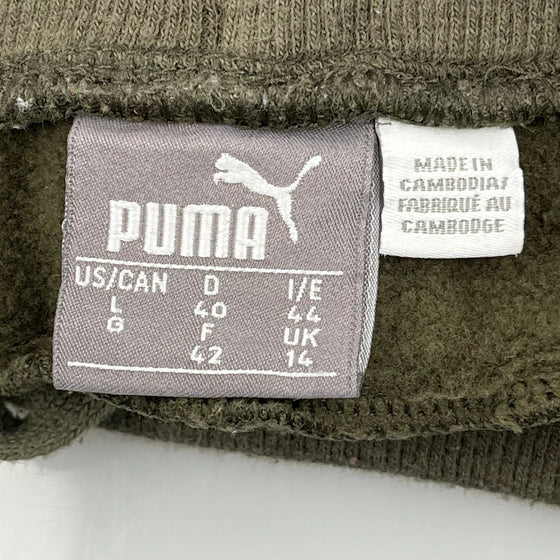 PUMA
US/CAN D I/E
L 40 44
G F UK
42 14
MADE IN
CAMBODIA/
FABRIQUÉ AU
CAMBODGE